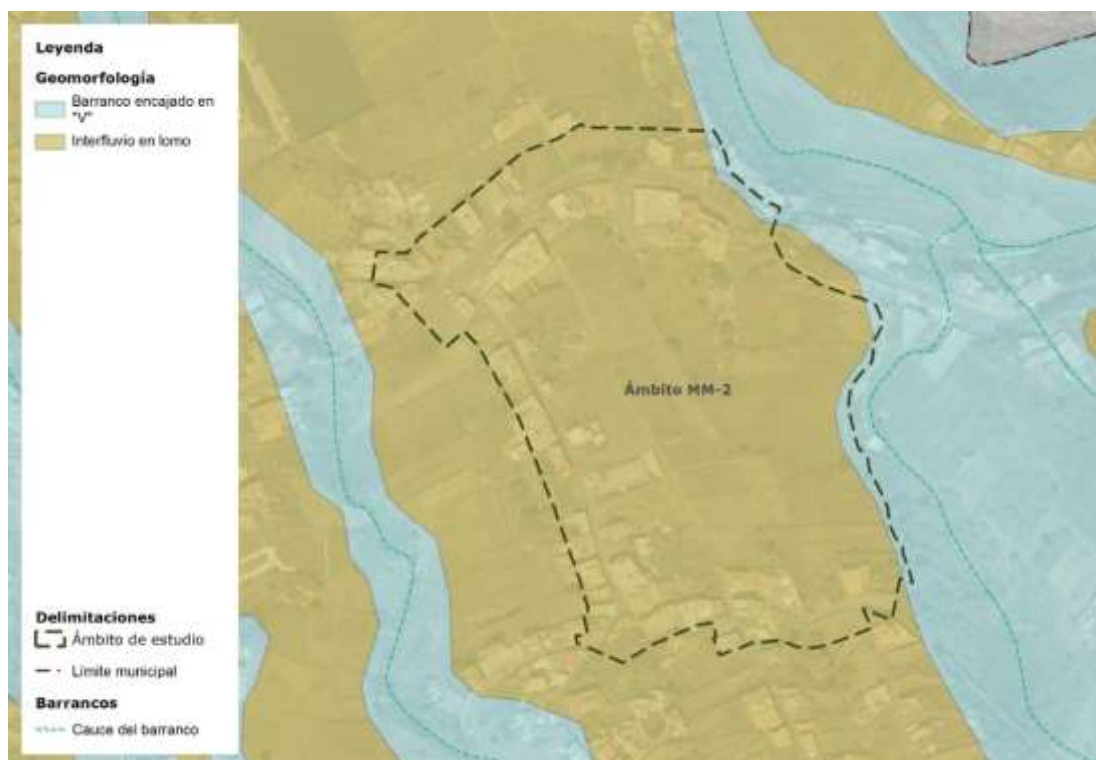 Leyenda
Geomorfología
Barranco encajado en
"V"
Interfluvio en lomo
Ámbito MM-2
Delimitaciones
Ámbito de estudio
Límite municipal
Barrancos
Cauce del barranco